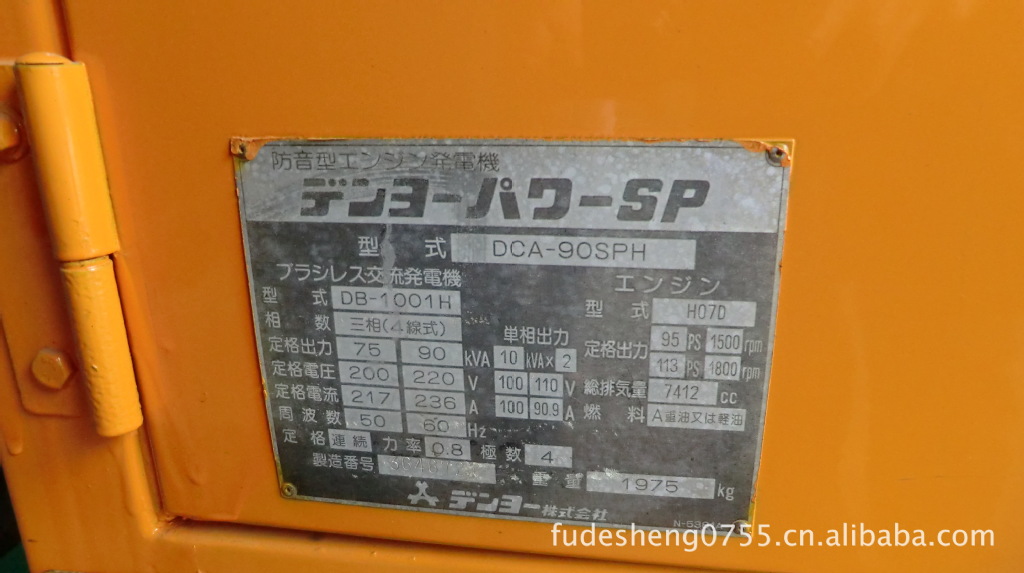 防音型エンジン発電機
デンヨーパワーSP
型 式 DCA-90SPH
ブラシレス交流発電機 エンジン
型 式 DB-1001H 型 式 H07D
相 数 三相(4線式) 単相出力
定格出力 75 90 kVA 10 kVA×2 定格出力 95 PS 1500 rpm
113 PS 1800 rpm
定格電圧 200 220 V 100 110 V 総排気量 7412 cc
定格電流 217 236 A 100 90.9 A 燃 料 A重油又は軽油
周波数 50 60 Hz
定格 連続 力率 0.8 極数 4
製造番号 重量 1975 kg
デンヨー株式会社
fudesheng0755.cn.alibaba.com